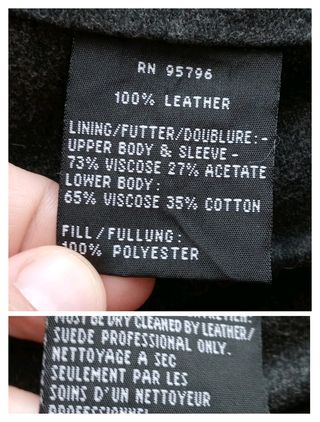 RN 95796
100% LEATHER
LINING/FUTTER/DOUBLURE:-
UPPER BODY & SLEEVE-
73% VISCOSE 27% ACETATE
LOWER BODY:
65% VISCOSE 35% COTTON
FILL/FULLUNG:
100% POLYESTER
MUST BE DRY CLEANED BY LEATHER/
SUEDE PROFESSIONAL ONLY.
NETTOYAGE A SEC
SEULEMENT PAR LES
SOINS D'UN NETTOYEUR
PROFESSIONNEL